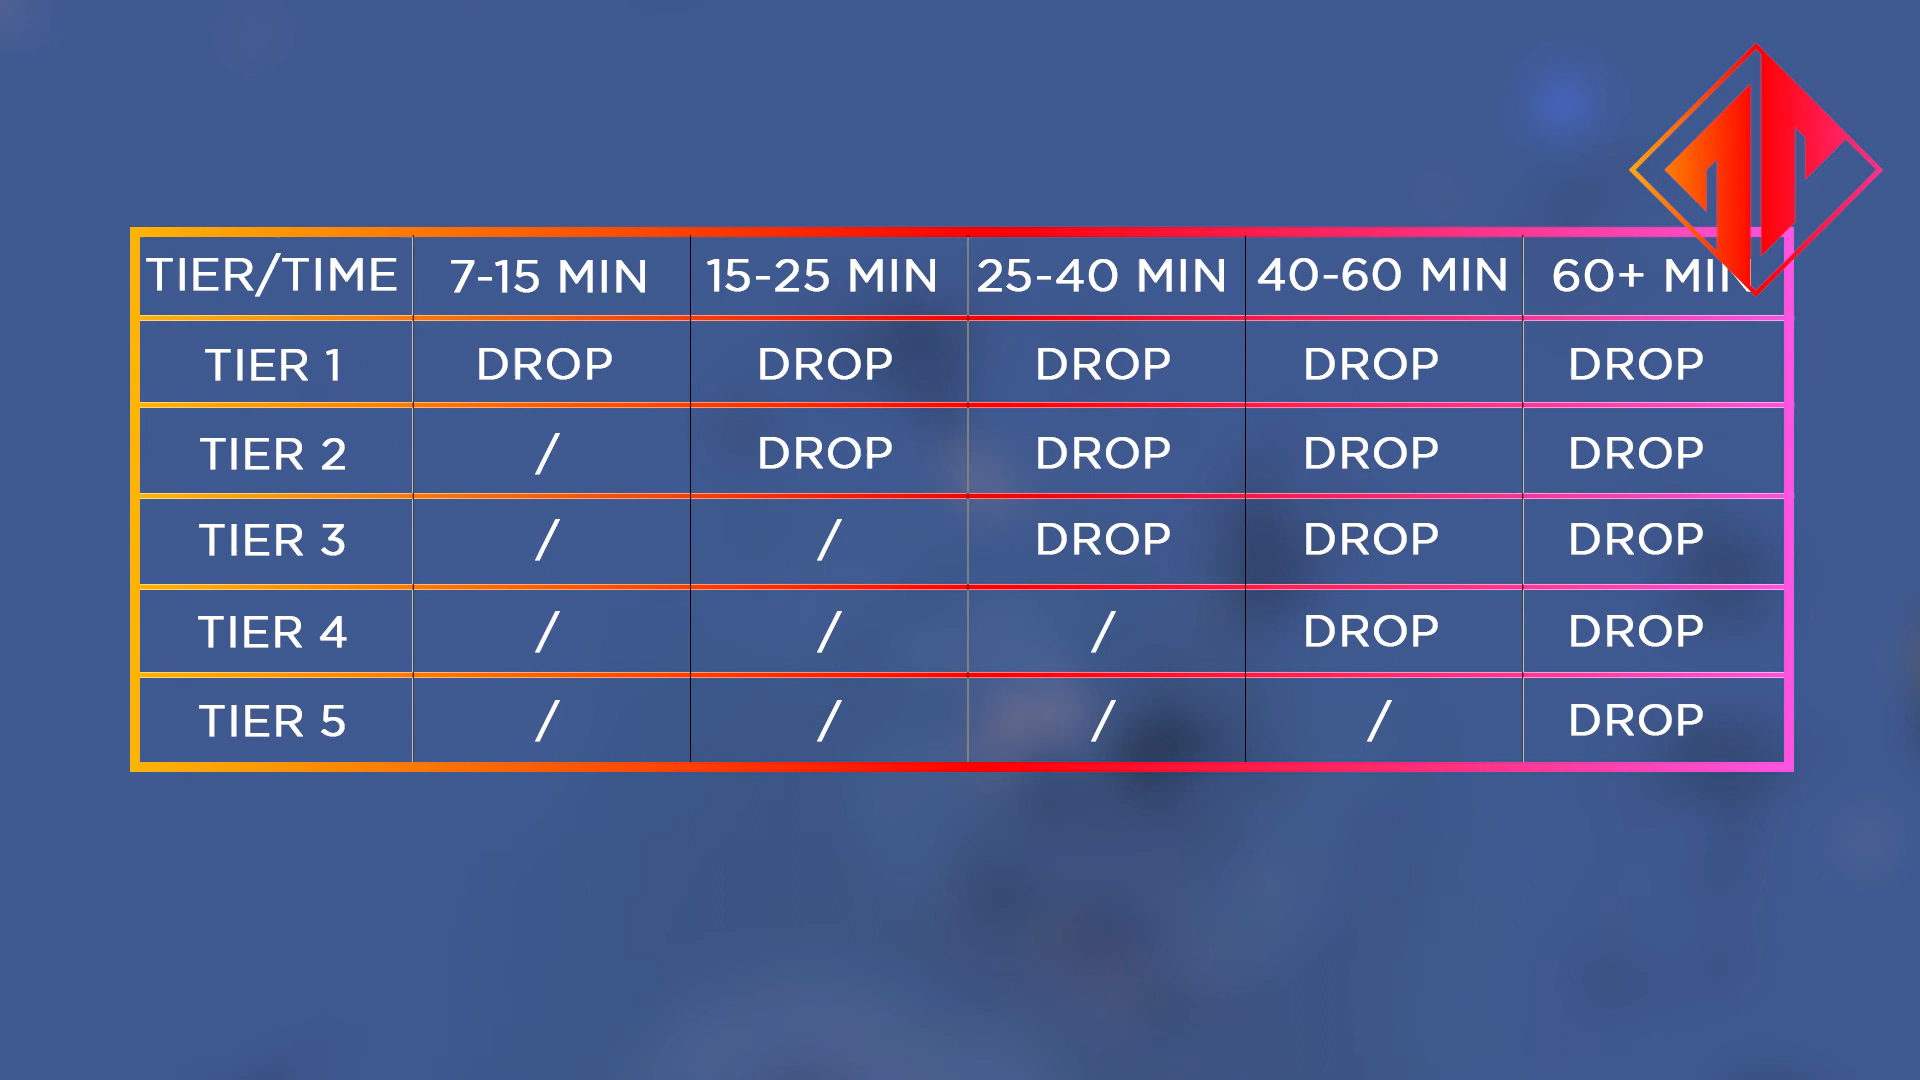 TIER/TIME 7-15 MIN 15-25 MIN 25-40 MIN 40-60 MIN 60+ MIN
TIER 1 DROP DROP DROP DROP DROP
TIER 2 / DROP DROP DROP DROP
TIER 3 / / DROP DROP DROP
TIER 4 / / / DROP DROP
TIER 5 / / / / DROP